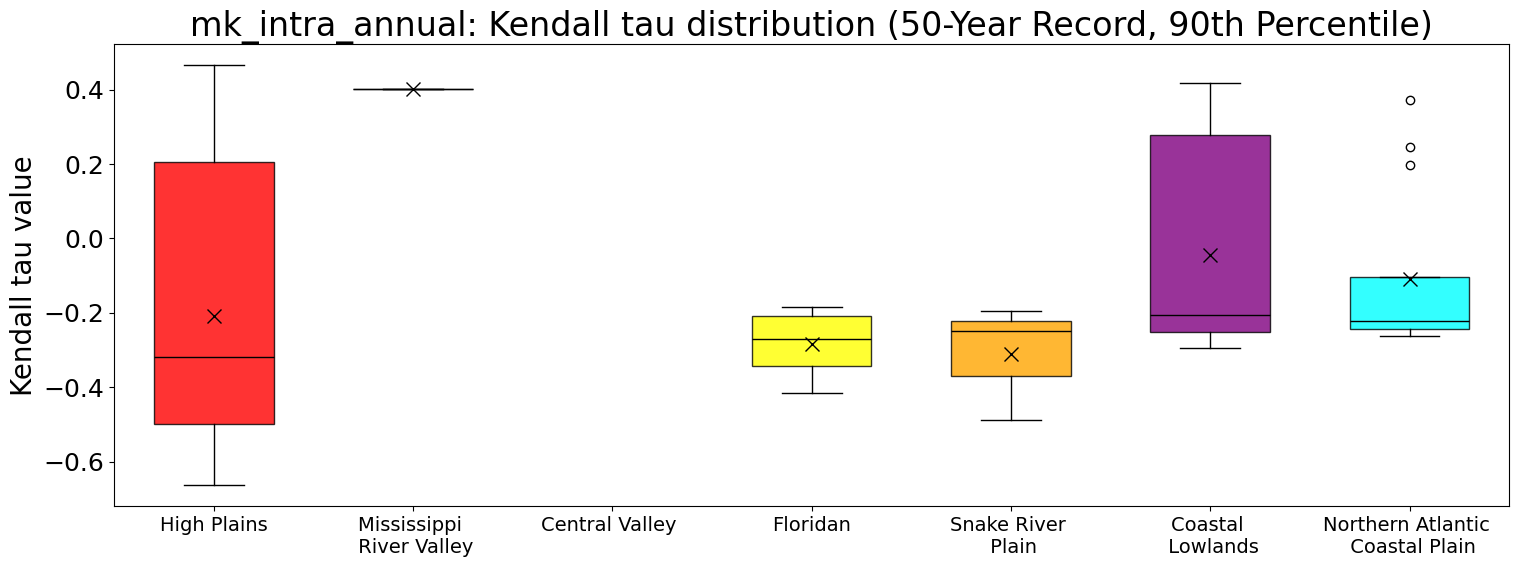 mk_intra_annual: Kendall tau distribution (50-Year Record, 90th Percentile)
Kendall tau value
0.4
0.2
0.0
−0.2
−0.4
−0.6
High Plains
Mississippi
River Valley
Central Valley
Floridan
Snake River
Plain
Coastal
Lowlands
Northern Atlantic
Coastal Plain